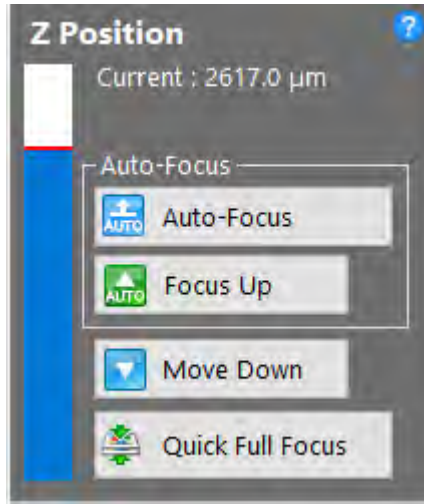 Z Position
?
Current : 2617.0 µm
Auto-Focus
AUTO
Auto-Focus
AUTO
Focus Up
Move Down
Quick Full Focus